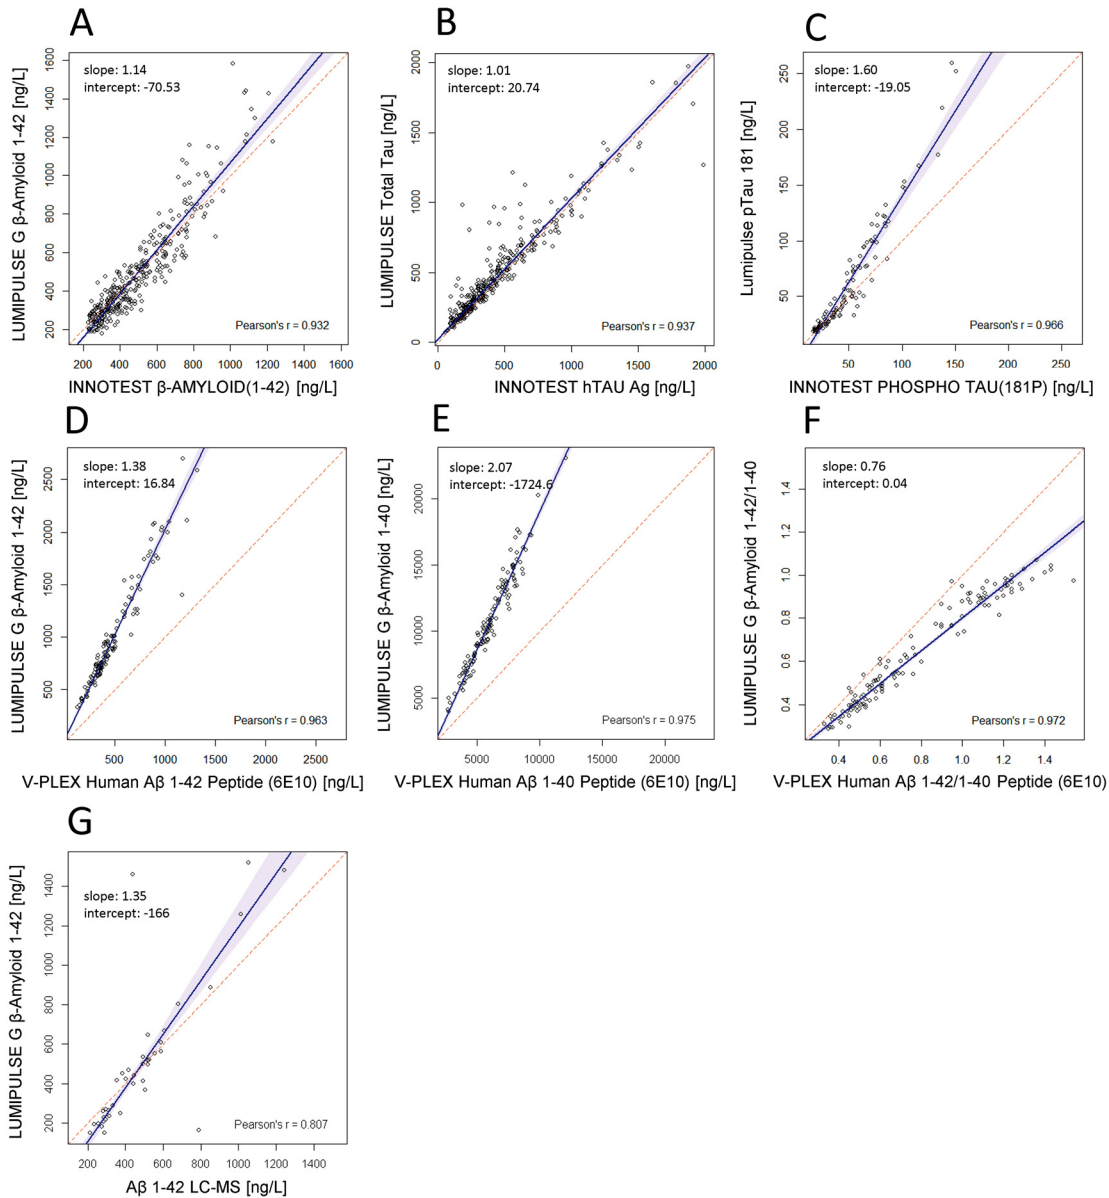 A
slope: 1.14
intercept: -70.53
Pearson's r = 0.932
LUMIPULSE G β-Amyloid 1-42 [ng/L]
200 400 600 800 1000 1200 1400 1600
200 400 600 800 1000 1200 1400 1600
INNOTEST β-AMYLOID(1-42) [ng/L]
B
slope: 1.01
intercept: 20.74
Pearson's r = 0.937
LUMIPULSE Total Tau [ng/L]
0 500 1000 1500 2000
0 500 1000 1500 2000
INNOTEST hTAU Ag [ng/L]
C
slope: 1.60
intercept: -19.05
Pearson's r = 0.966
Lumipulse pTau 181 [ng/L]
50 100 150 200 250
50 100 150 200 250
INNOTEST PHOSPHO TAU(181P) [ng/L]
D
slope: 1.38
intercept: 16.84
Pearson's r = 0.963
LUMIPULSE G β-Amyloid 1-42 [ng/L]
500 1000 1500 2000 2500
500 1000 1500 2000 2500
V-PLEX Human Aβ 1-42 Peptide (6E10) [ng/L]
E
slope: 2.07
intercept: -1724.6
Pearson's r = 0.975
LUMIPULSE G β-Amyloid 1-40 [ng/L]
5000 10000 15000 20000
5000 10000 15000 20000
V-PLEX Human Aβ 1-40 Peptide (6E10) [ng/L]
F
slope: 0.76
intercept: 0.04
Pearson's r = 0.972
LUMIPULSE G β-Amyloid 1-42/1-40
0.4 0.6 0.8 1.0 1.2 1.4
0.4 0.6 0.8 1.0 1.2 1.4
V-PLEX Human Aβ 1-42/1-40 Peptide (6E10)
G
slope: 1.35
intercept: -166
Pearson's r = 0.807
LUMIPULSE G β-Amyloid 1-42 [ng/L]
200 400 600 800 1000 1200 1400
200 400 600 800 1000 1200 1400
Aβ 1-42 LC-MS [ng/L]